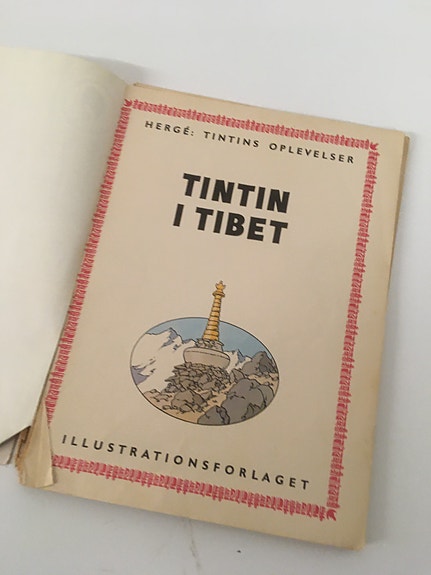 HERGÉ: TINTINS OPLEVELSER
TINTIN
I TIBET
ILLUSTRATIONSFORLAGET